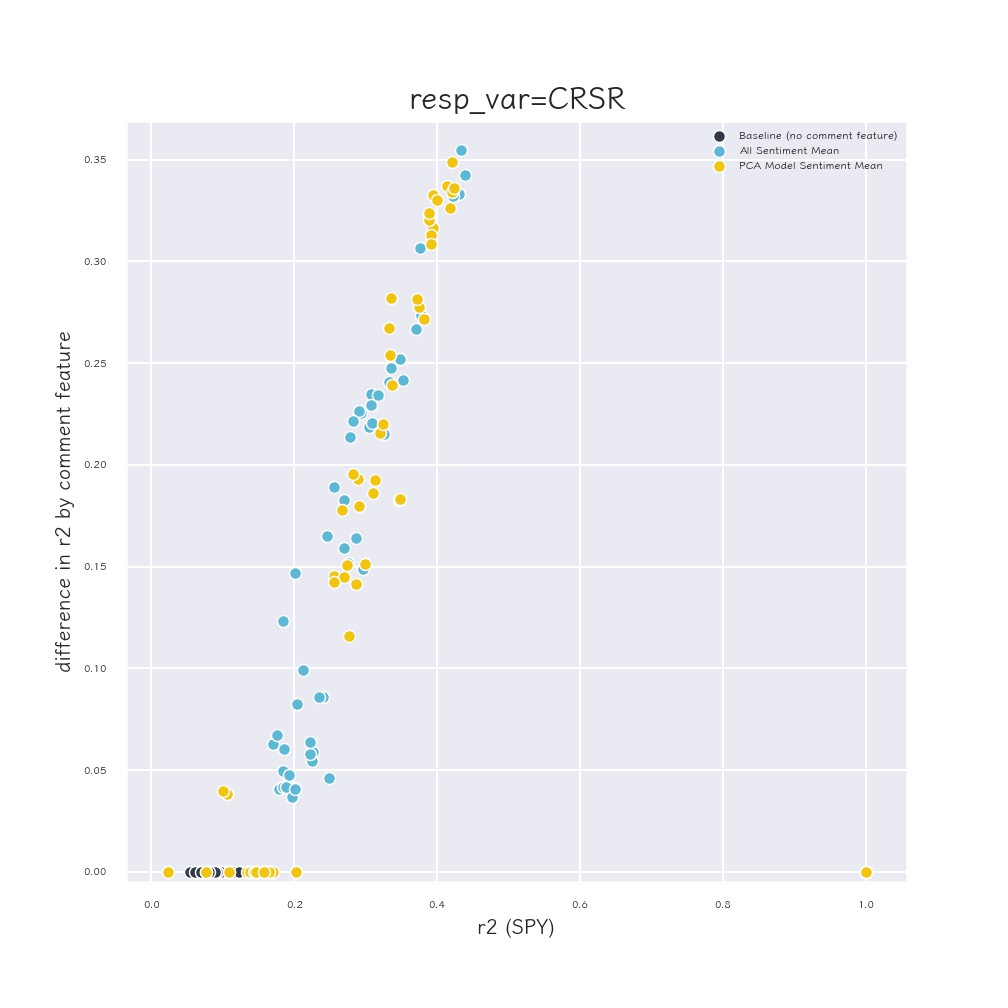 resp_var=CRSR
Baseline (no comment feature)
All Sentiment Mean
PCA Model Sentiment Mean
difference in r2 by comment feature
0.35
0.30
0.25
0.20
0.15
0.10
0.05
0.00
0.0 0.2 0.4 0.6 0.8 1.0
r2 (SPY)